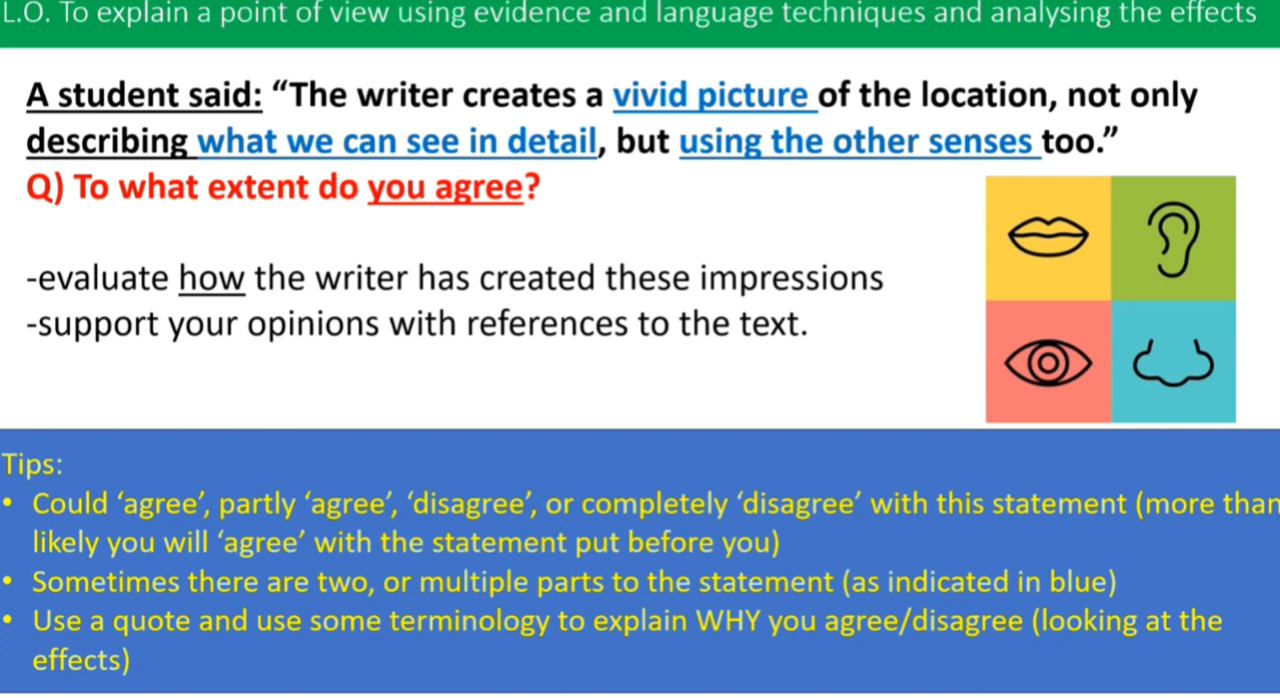 L.O. To explain a point of view using evidence and language techniques and analysing the effects
A student said: “The writer creates a vivid picture of the location, not only
describing what we can see in detail, but using the other senses too.”
Q) To what extent do you agree?
-evaluate how the writer has created these impressions
-support your opinions with references to the text.
Tips:
• Could ‘agree’, partly ‘agree’, ‘disagree’, or completely ‘disagree’ with this statement (more than
likely you will ‘agree’ with the statement put before you)
• Sometimes there are two, or multiple parts to the statement (as indicated in blue)
• Use a quote and use some terminology to explain WHY you agree/disagree (looking at the
effects)